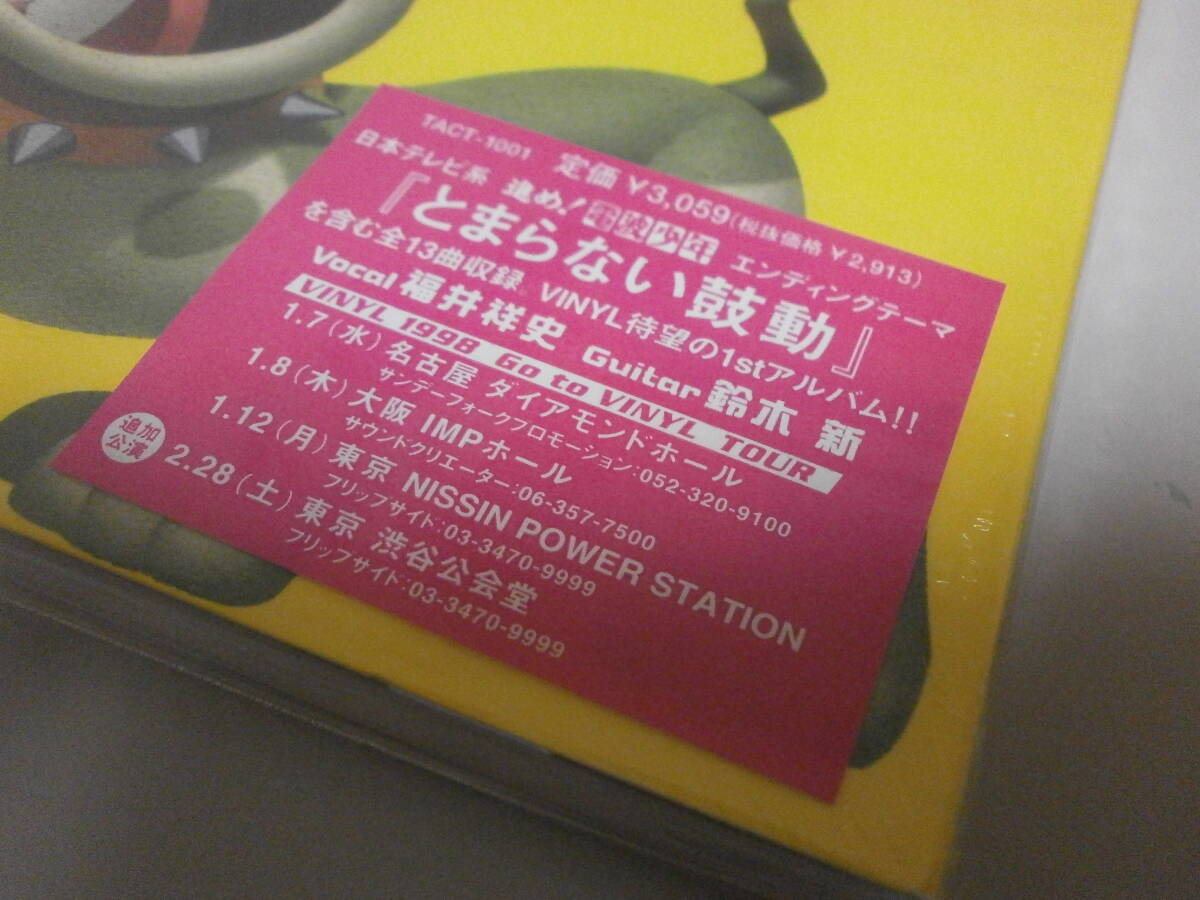 TACT-1001 定価 ¥3,059(税抜価格 ¥2,913)
日本テレビ系 進め!電波少年 エンディングテーマ
『とまらない鼓動』
を含む全13曲収録。VINYL待望の1stアルバム!!
Vocal 福井祥史 Guitar 鈴木 新
VINYL 1998 Go to VINYL TOUR
1.7(水)名古屋 ダイアモンドホール
サンデーフォークプロモーション:052-320-9100
1.8(木)大阪 IMPホール
サウンドクリエーター:06-357-7500
1.12(月)東京 NISSIN POWER STATION
フリップサイド:03-3470-9999
追加公演 2.28(土)東京 渋谷公会堂
フリップサイド:03-3470-9999